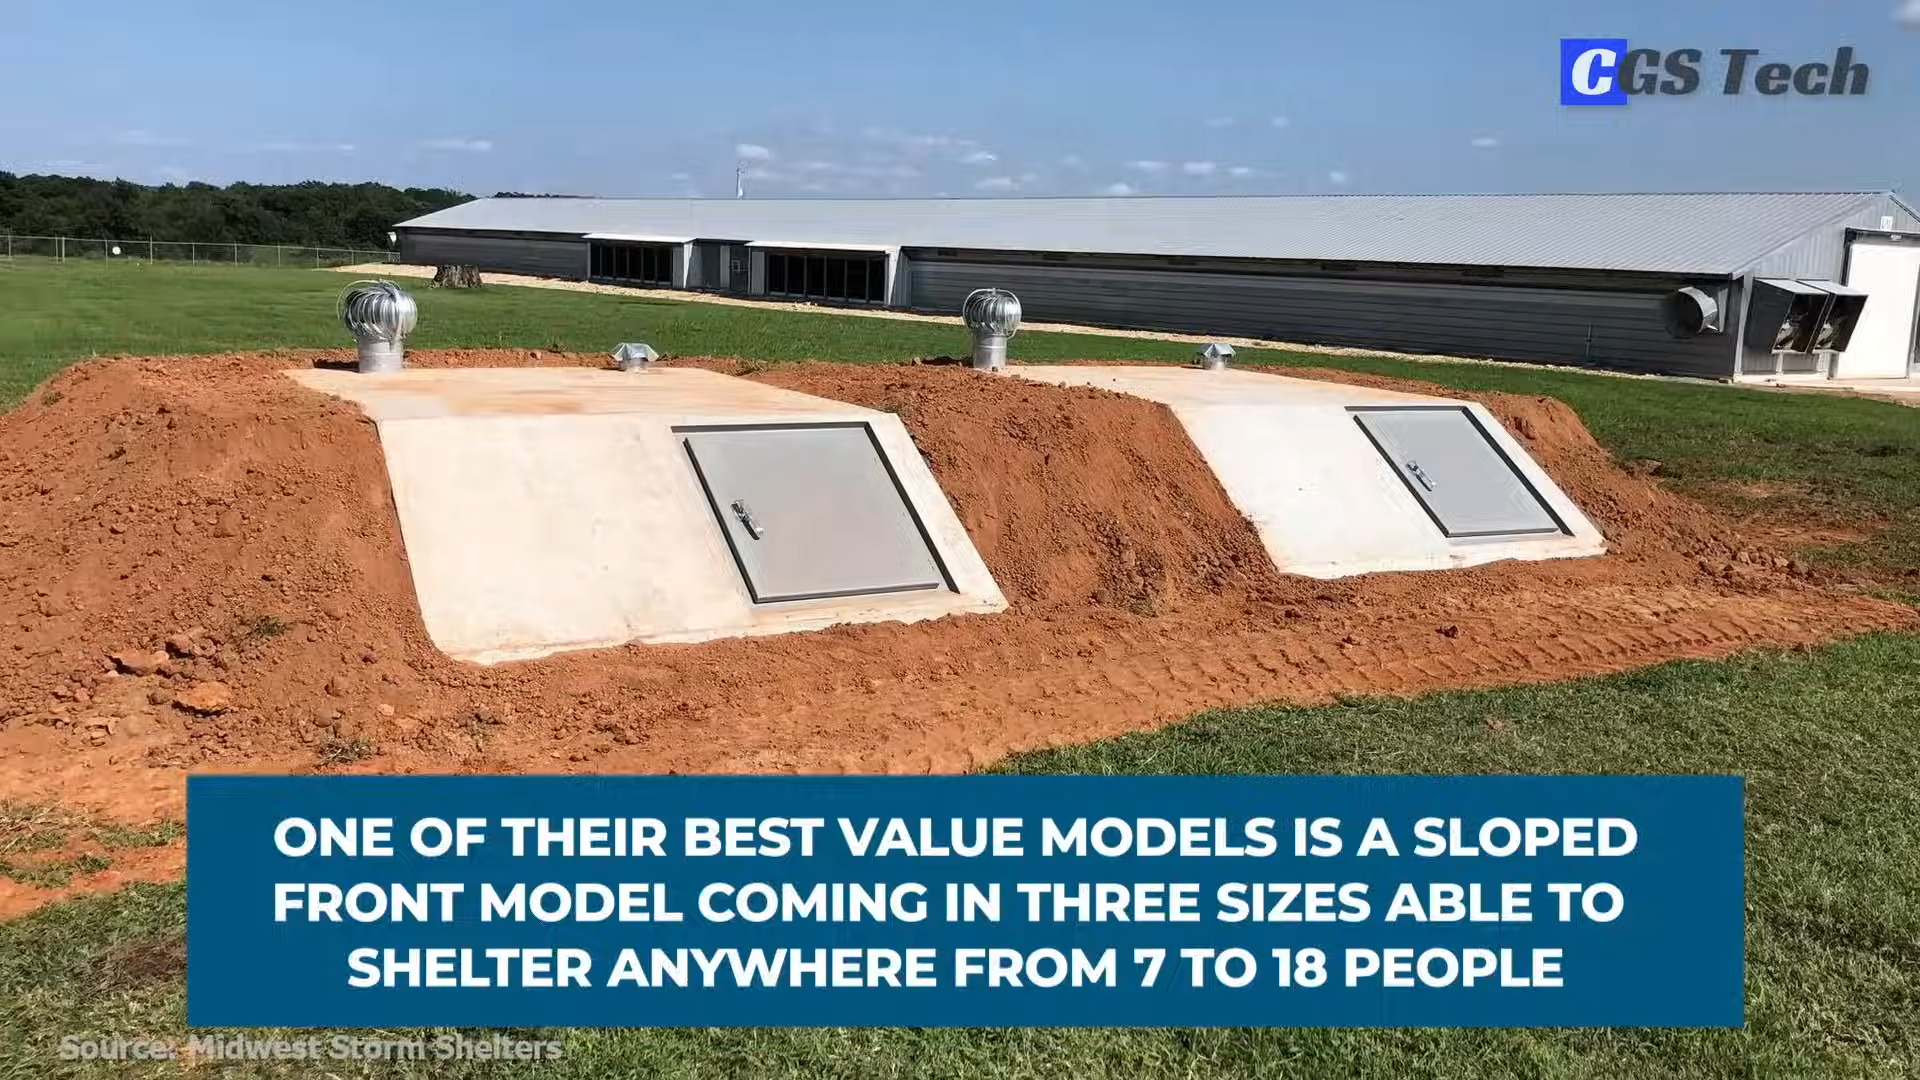 CGS Tech
ONE OF THEIR BEST VALUE MODELS IS A SLOPED
FRONT MODEL COMING IN THREE SIZES ABLE TO
SHELTER ANYWHERE FROM 7 TO 18 PEOPLE
Source: Midwest Storm Shelters